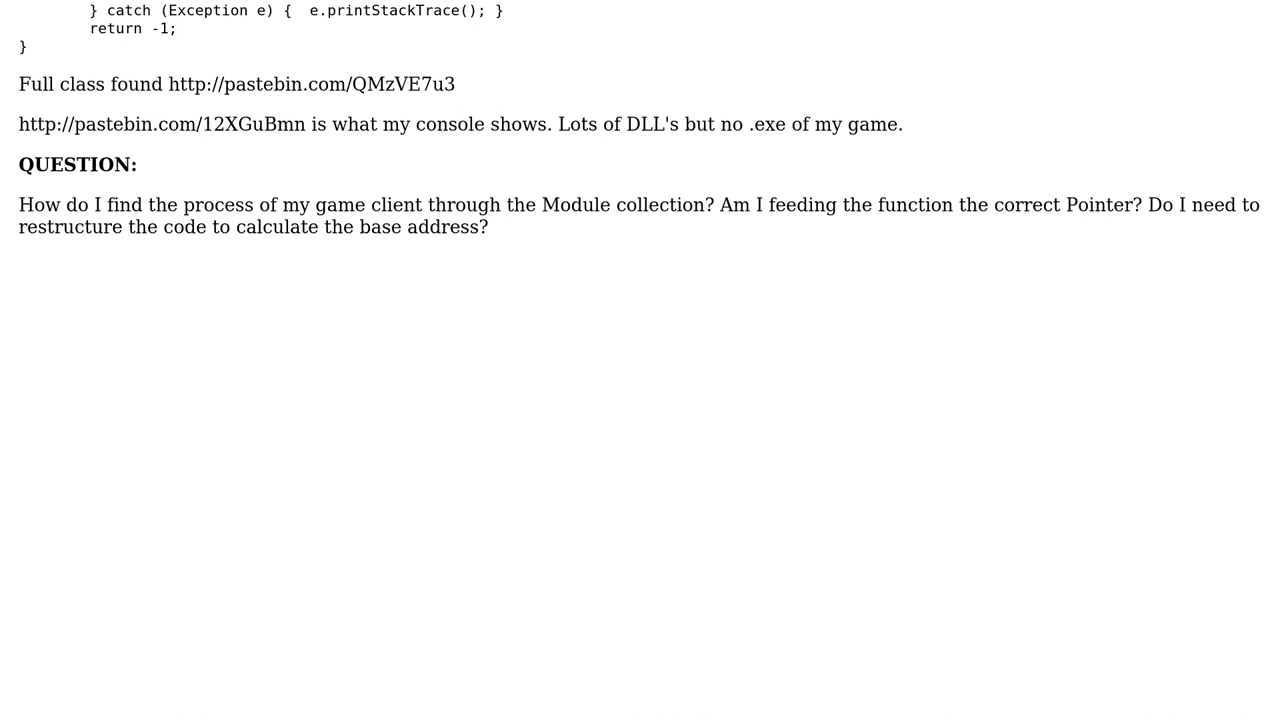 } catch (Exception e) {  e.printStackTrace(); }
        return -1;
}
Full class found http://pastebin.com/QMzVE7u3
http://pastebin.com/12XGuBmn is what my console shows. Lots of DLL's but no .exe of my game.
QUESTION:
How do I find the process of my game client through the Module collection? Am I feeding the function the correct Pointer? Do I need to
restructure the code to calculate the base address?